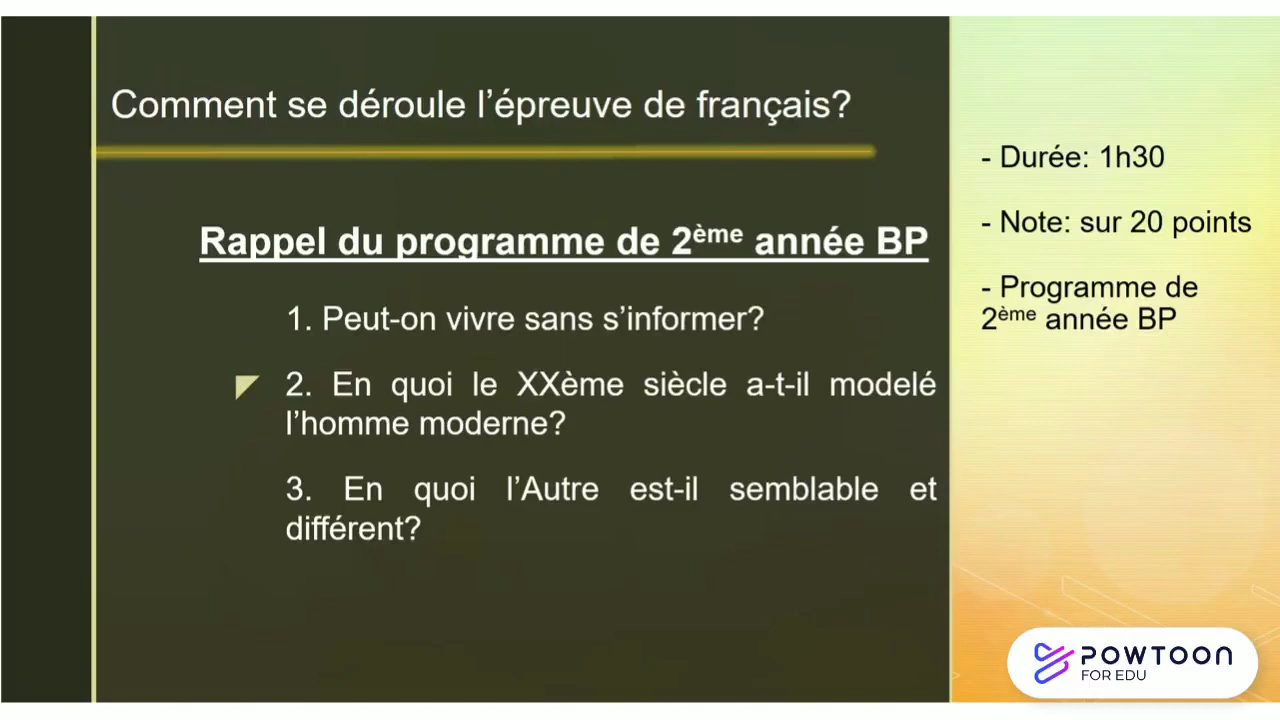 Comment se déroule l’épreuve de français?
Rappel du programme de 2ème année BP
1. Peut-on vivre sans s’informer?
2. En quoi le XXème siècle a-t-il modelé
l’homme moderne?
3. En quoi l’Autre est-il semblable et
différent?
- Durée: 1h30
- Note: sur 20 points
- Programme de
2ème année BP
POWTOON
FOR EDU